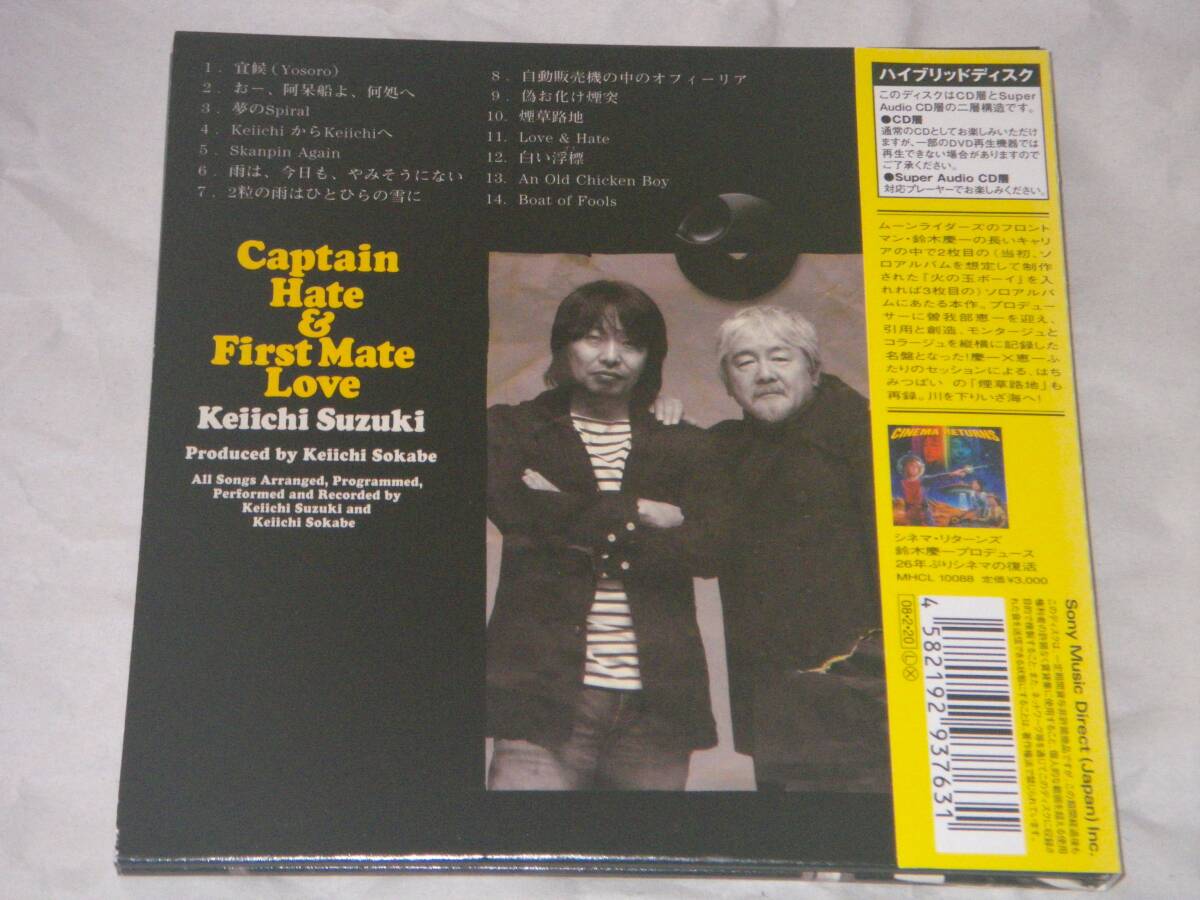 1. 宜候 (Yosoro)
2. おー、阿呆船よ、何処へ
3. 夢のSpiral
4. Keiichi からKeiichiへ
5. Skanpin Again
6. 雨は、今日も、やみそうにない
7. 2粒の雨はひとひらの雪に
8. 自動販売機の中のオフィーリア
9. 偽お化け煙突
10. 煙草路地
11. Love & Hate
12. 白い浮標
13. An Old Chicken Boy
14. Boat of Fools
Captain
Hate
&
First Mate
Love
Keiichi Suzuki
Produced by Keiichi Sokabe
All Songs Arranged, Programmed,
Performed and Recorded by
Keiichi Suzuki and
Keiichi Sokabe
ハイブリッドディスク
このディスクはCD層とSuper
Audio CD層の二層構造です。
●CD層
通常のCDとしてお楽しみいただけ
ますが、一部のDVD再生機器では
再生できない場合がありますので
ご了承ください。
●Super Audio CD層
対応プレーヤーでお楽しみください。
ムーンライダーズのフロント
マン・鈴木慶一の長いキャリ
アの中で2枚目の(当初、ソ
ロアルバムを想定して制作
された「火の玉ボーイ」を入
れれば3枚目の)ソロアルバ
ムにあたる本作。プロデュー
サーに曽我部恵一を迎え、
引用と創造、モンタージュと
コラージュを縦横に記録した
名盤となった!慶一×恵一ふ
たりのセッションによる、はち
みつぱい の「煙草路地」も
再録。川を下りいざ海へ!
CINEMA RETURNS
シネマ・リターンズ
鈴木慶一プロデュース
26年ぶりシネマの復活
MHCL 10088 定価¥3,000
08・2・20 Ⓛ Ⓧ
4 582192 937631
Sony Music Direct (Japan) Inc.